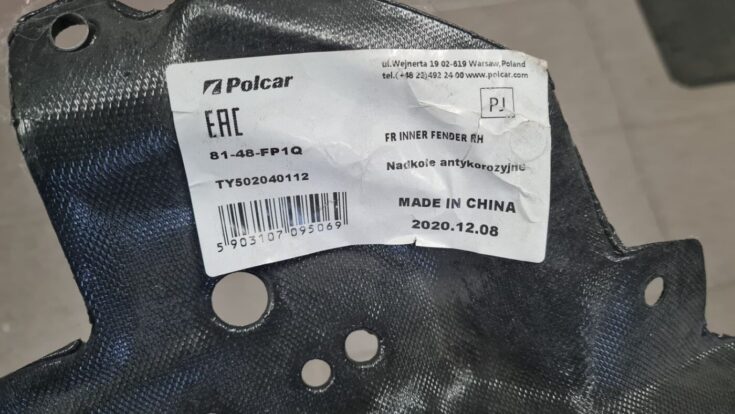 Polcar
ul.Wejnerta 19 02-619 Warsaw, Poland
tel.(+48 22)492 24 00 www.polcar.com
EAC
PJ
81-48-FP1Q
FR INNER FENDER RH
Nadkole antykorozyjne
TY502040112
MADE IN CHINA
2020.12.08
5 903107 095069